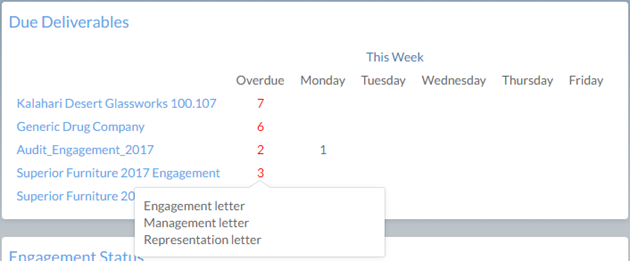 Due Deliverables
This Week
Overdue Monday Tuesday Wednesday Thursday Friday
Kalahari Desert Glassworks 100.107 7
Generic Drug Company 6
Audit_Engagement_2017 2 1
Superior Furniture 2017 Engagement 3
Superior Furniture
Engagement letter
Management letter
Representation letter
Engagement Status